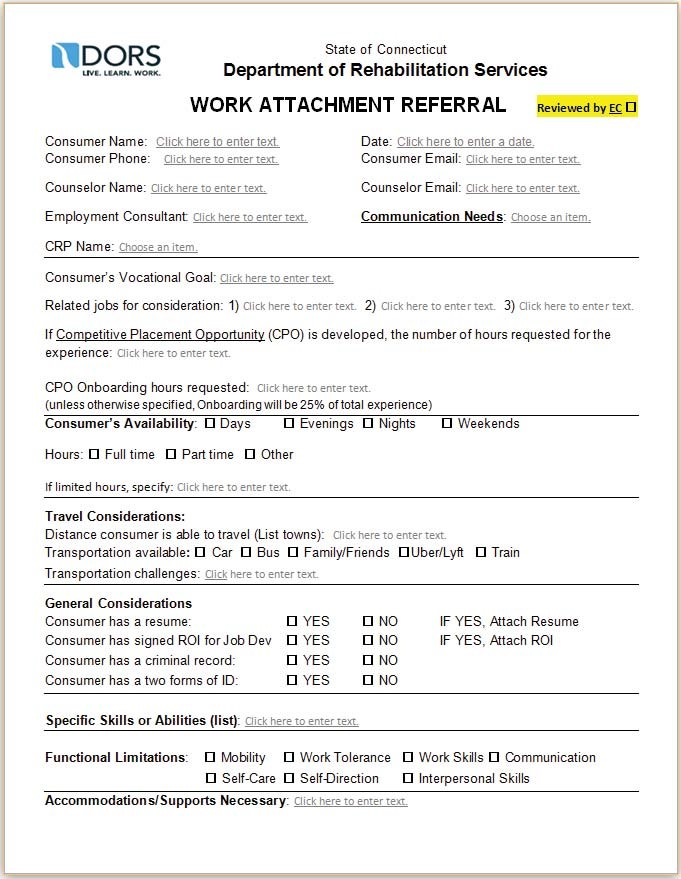 DORS
LIVE. LEARN. WORK.
State of Connecticut
Department of Rehabilitation Services
WORK ATTACHMENT REFERRAL
Reviewed by EC ☐
Consumer Name: Click here to enter text. Date: Click here to enter a date.
Consumer Phone: Click here to enter text. Consumer Email: Click here to enter text.
Counselor Name: Click here to enter text. Counselor Email: Click here to enter text.
Employment Consultant: Click here to enter text. Communication Needs: Choose an item.
CRP Name: Choose an item.
Consumer's Vocational Goal: Click here to enter text.
Related jobs for consideration: 1) Click here to enter text. 2) Click here to enter text. 3) Click here to enter text.
If Competitive Placement Opportunity (CPO) is developed, the number of hours requested for the
experience: Click here to enter text.
CPO Onboarding hours requested: Click here to enter text.
(unless otherwise specified, Onboarding will be 25% of total experience)
Consumer's Availability: ☐ Days ☐ Evenings ☐ Nights ☐ Weekends
Hours: ☐ Full time ☐ Part time ☐ Other
If limited hours, specify: Click here to enter text.
Travel Considerations:
Distance consumer is able to travel (List towns): Click here to enter text.
Transportation available: ☐ Car ☐ Bus ☐ Family/Friends ☐Uber/Lyft ☐ Train
Transportation challenges: Click here to enter text.
General Considerations
Consumer has a resume: ☐ YES ☐ NO IF YES, Attach Resume
Consumer has signed ROI for Job Dev ☐ YES ☐ NO IF YES, Attach ROI
Consumer has a criminal record: ☐ YES ☐ NO
Consumer has a two forms of ID: ☐ YES ☐ NO
Specific Skills or Abilities (list): Click here to enter text.
Functional Limitations: ☐ Mobility ☐ Work Tolerance ☐ Work Skills ☐ Communication
☐ Self-Care ☐ Self-Direction ☐ Interpersonal Skills
Accommodations/Supports Necessary: Click here to enter text.